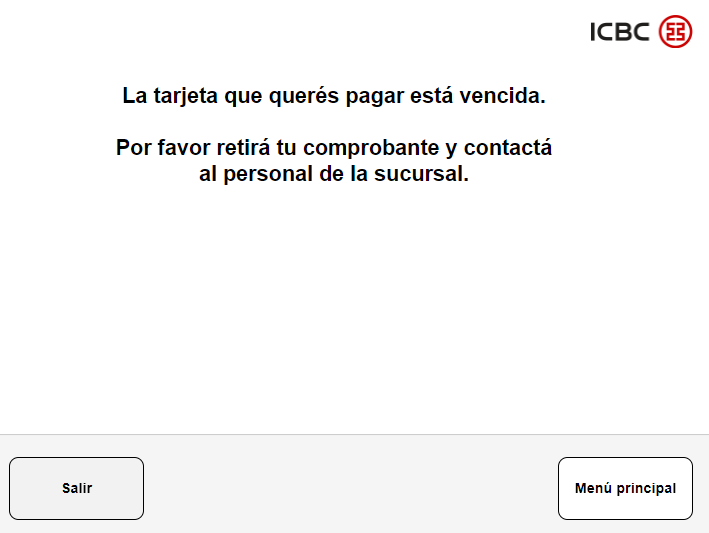 ICBC
La tarjeta que querés pagar está vencida.
Por favor retirá tu comprobante y contactá
al personal de la sucursal.
Salir
Menú principal